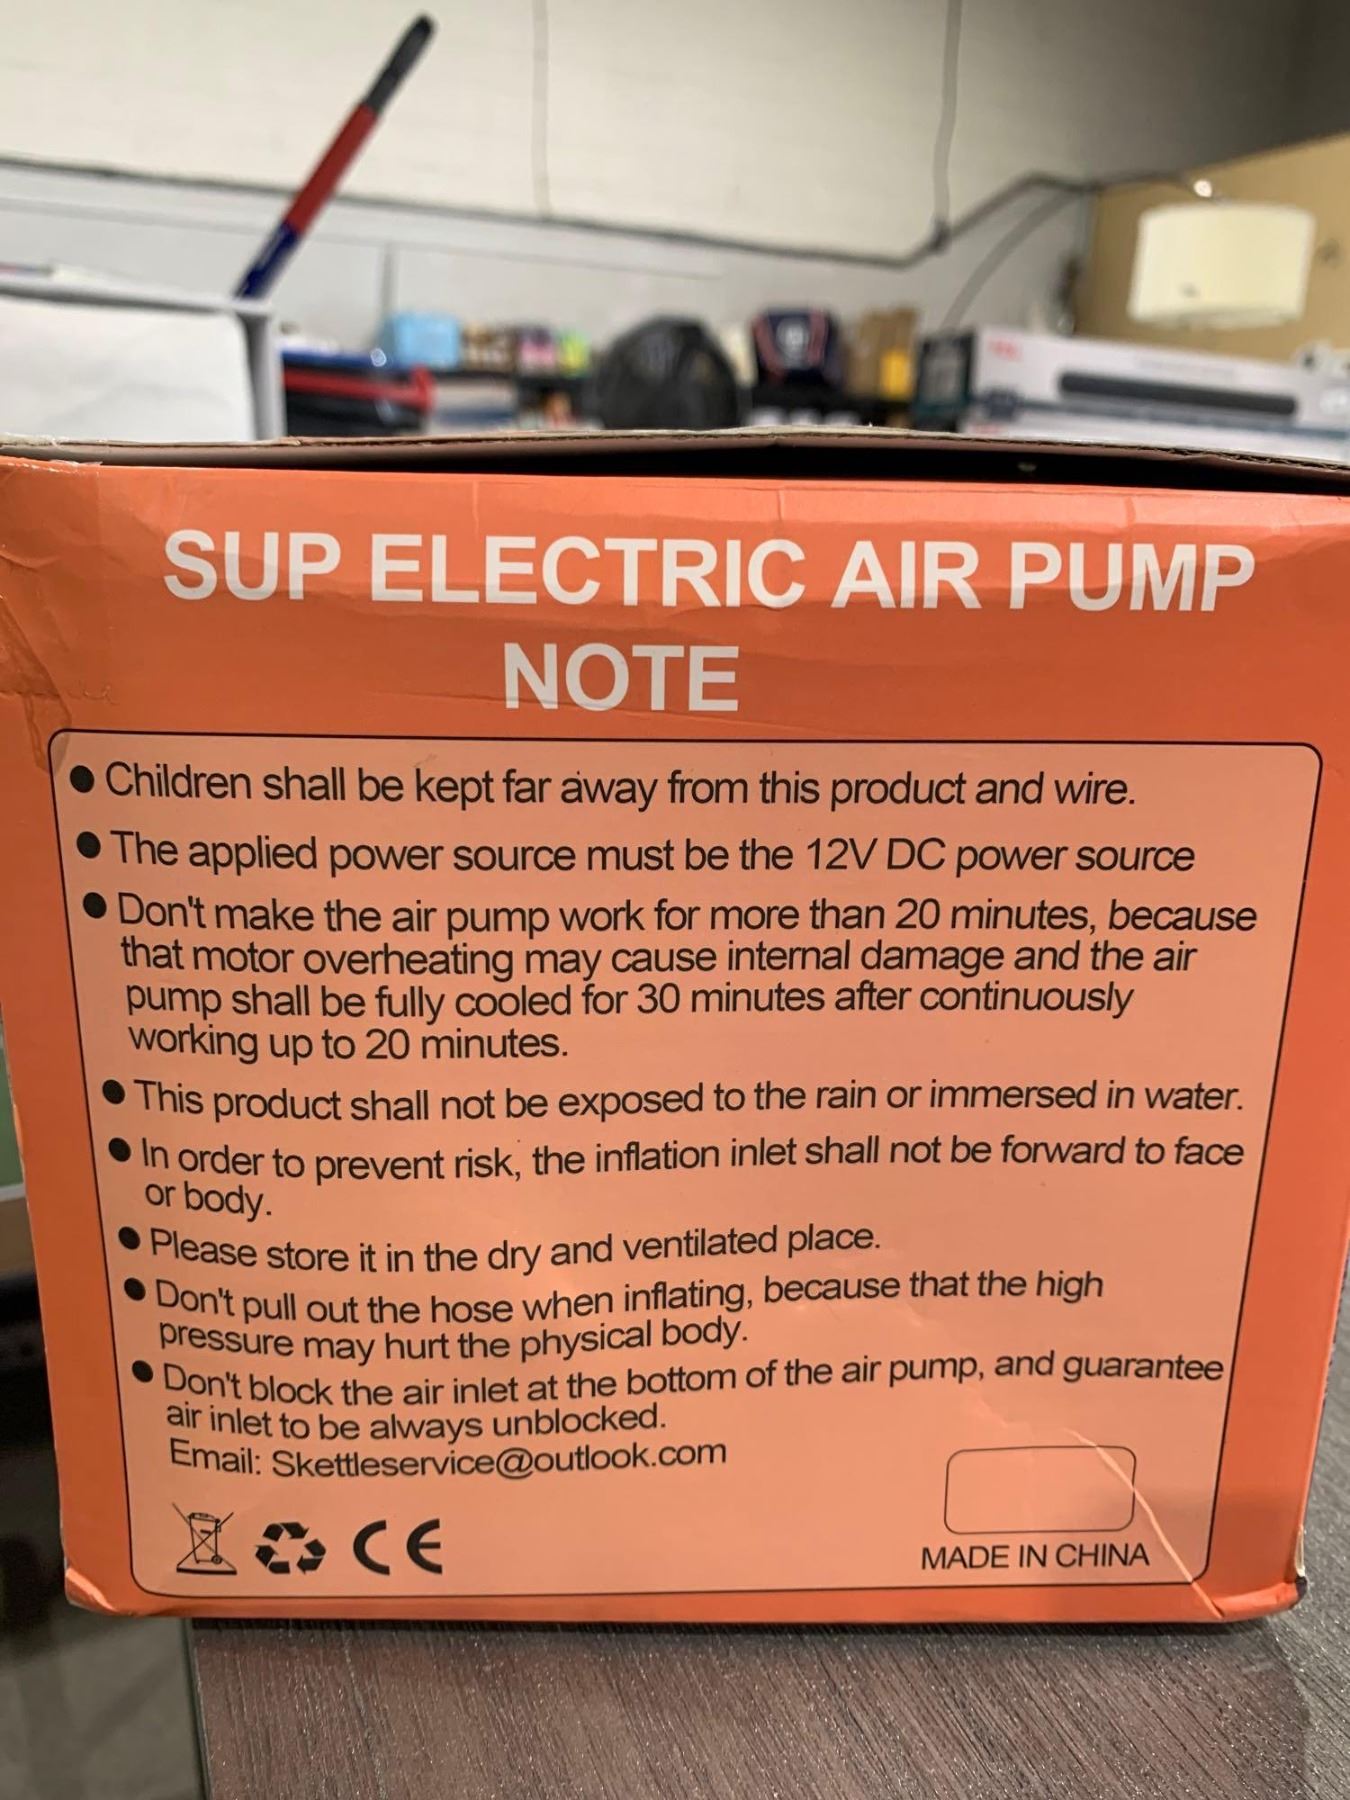 SUP ELECTRIC AIR PUMP
NOTE
● Children shall be kept far away from this product and wire.
● The applied power source must be the 12V DC power source
● Don't make the air pump work for more than 20 minutes, because
that motor overheating may cause internal damage and the air
pump shall be fully cooled for 30 minutes after continuously
working up to 20 minutes.
● This product shall not be exposed to the rain or immersed in water.
● In order to prevent risk, the inflation inlet shall not be forward to face
or body.
● Please store it in the dry and ventilated place.
● Don't pull out the hose when inflating, because that the high
pressure may hurt the physical body.
● Don't block the air inlet at the bottom of the air pump, and guarantee
air inlet to be always unblocked.
Email: Skettleservice@outlook.com
CE
MADE IN CHINA